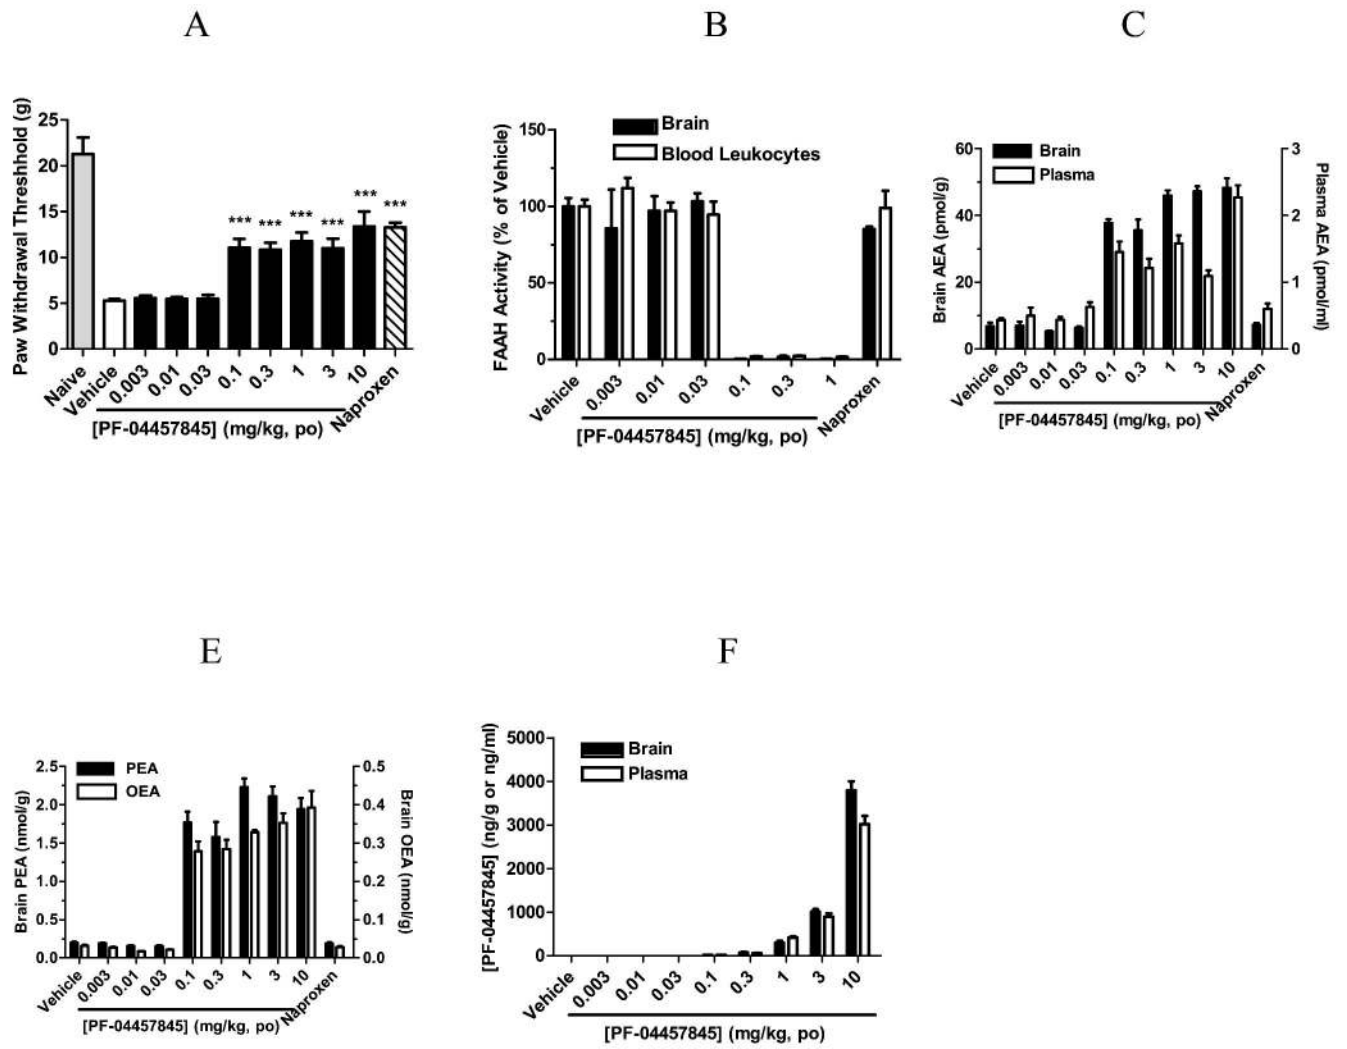 A
B
C
Paw Withdrawal Threshhold (g)
25
20
15
10
5
0
***
***
***
***
***
***
Naive
Vehicle
0.003
0.01
0.03
0.1
0.3
1
3
10
Naproxen
[PF-04457845] (mg/kg, po)
FAAH Activity (% of Vehicle)
150
100
50
0
Brain
Blood Leukocytes
Vehicle
0.003
0.01
0.03
0.1
0.3
1
Naproxen
[PF-04457845] (mg/kg, po)
Brain AEA (pmol/g)
60
40
20
0
Brain
Plasma
3
2
1
0
Plasma AEA (pmol/ml)
Vehicle
0.003
0.01
0.03
0.1
0.3
1
3
10
Naproxen
[PF-04457845] (mg/kg, po)
E
F
Brain PEA (nmol/g)
2.5
2.0
1.5
1.0
0.5
0.0
PEA
OEA
0.5
0.4
0.3
0.2
0.1
0.0
Brain OEA (nmol/g)
Vehicle
0.003
0.01
0.03
0.1
0.3
1
3
10
Naproxen
[PF-04457845] (mg/kg, po)
[PF-04457845] (ng/g or ng/ml)
5000
4000
3000
2000
1000
0
Brain
Plasma
Vehicle
0.003
0.01
0.03
0.1
0.3
1
3
10
[PF-04457845] (mg/kg, po)